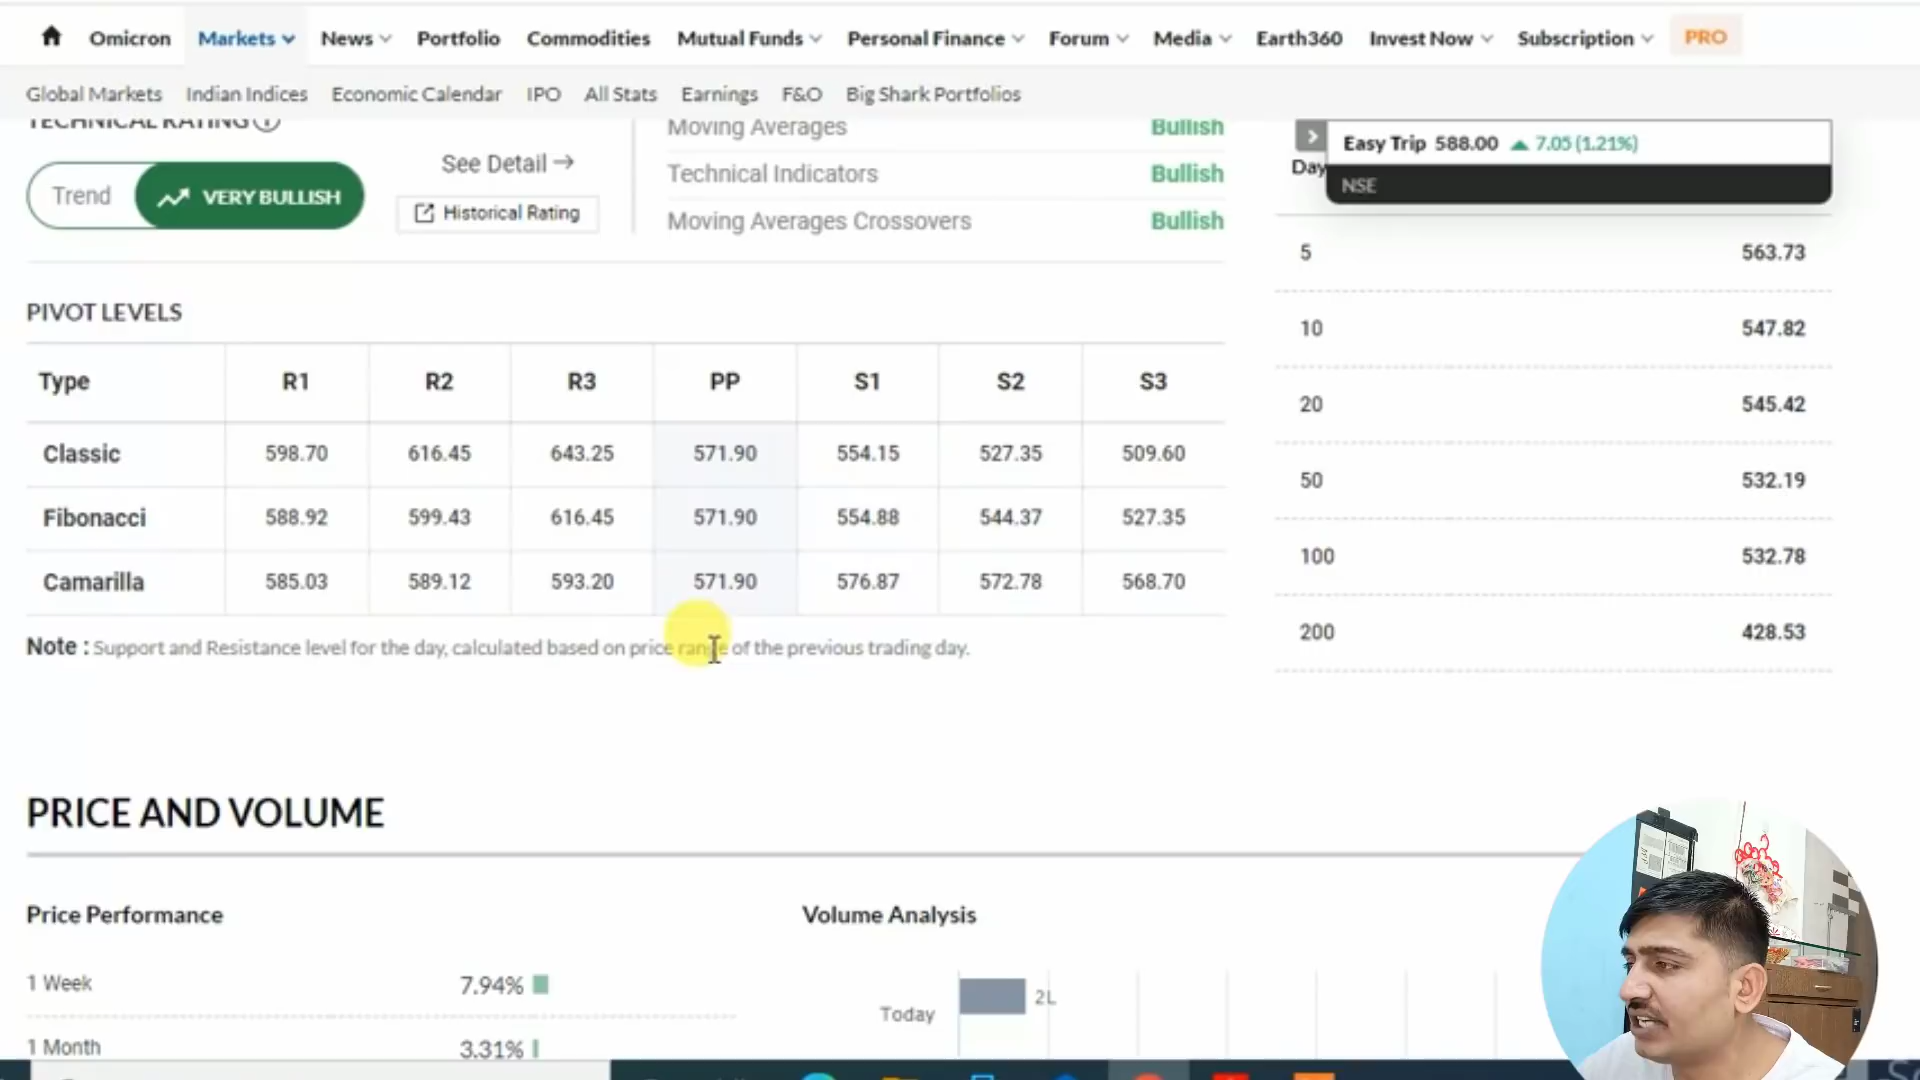 Omicron Markets News Portfolio Commodities Mutual Funds Personal Finance Forum Media Earth360 Invest Now Subscription PRO
Global Markets Indian Indices Economic Calendar IPO All Stats Earnings F&O Big Shark Portfolios
TECHNICAL RATING
Trend VERY BULLISH
See Detail →
Historical Rating
Moving Averages Bullish
Technical Indicators Bullish
Moving Averages Crossovers Bullish
Easy Trip 588.00 ▲ 7.05 (1.21%)
NSE
Day
5 563.73
10 547.82
20 545.42
50 532.19
100 532.78
200 428.53
PIVOT LEVELS
Type R1 R2 R3 PP S1 S2 S3
Classic 598.70 616.45 643.25 571.90 554.15 527.35 509.60
Fibonacci 588.92 599.43 616.45 571.90 554.88 544.37 527.35
Camarilla 585.03 589.12 593.20 571.90 576.87 572.78 568.70
Note : Support and Resistance level for the day, calculated based on price range of the previous trading day.
PRICE AND VOLUME
Price Performance
1 Week 7.94%
1 Month 3.31%
Volume Analysis
Today 2L